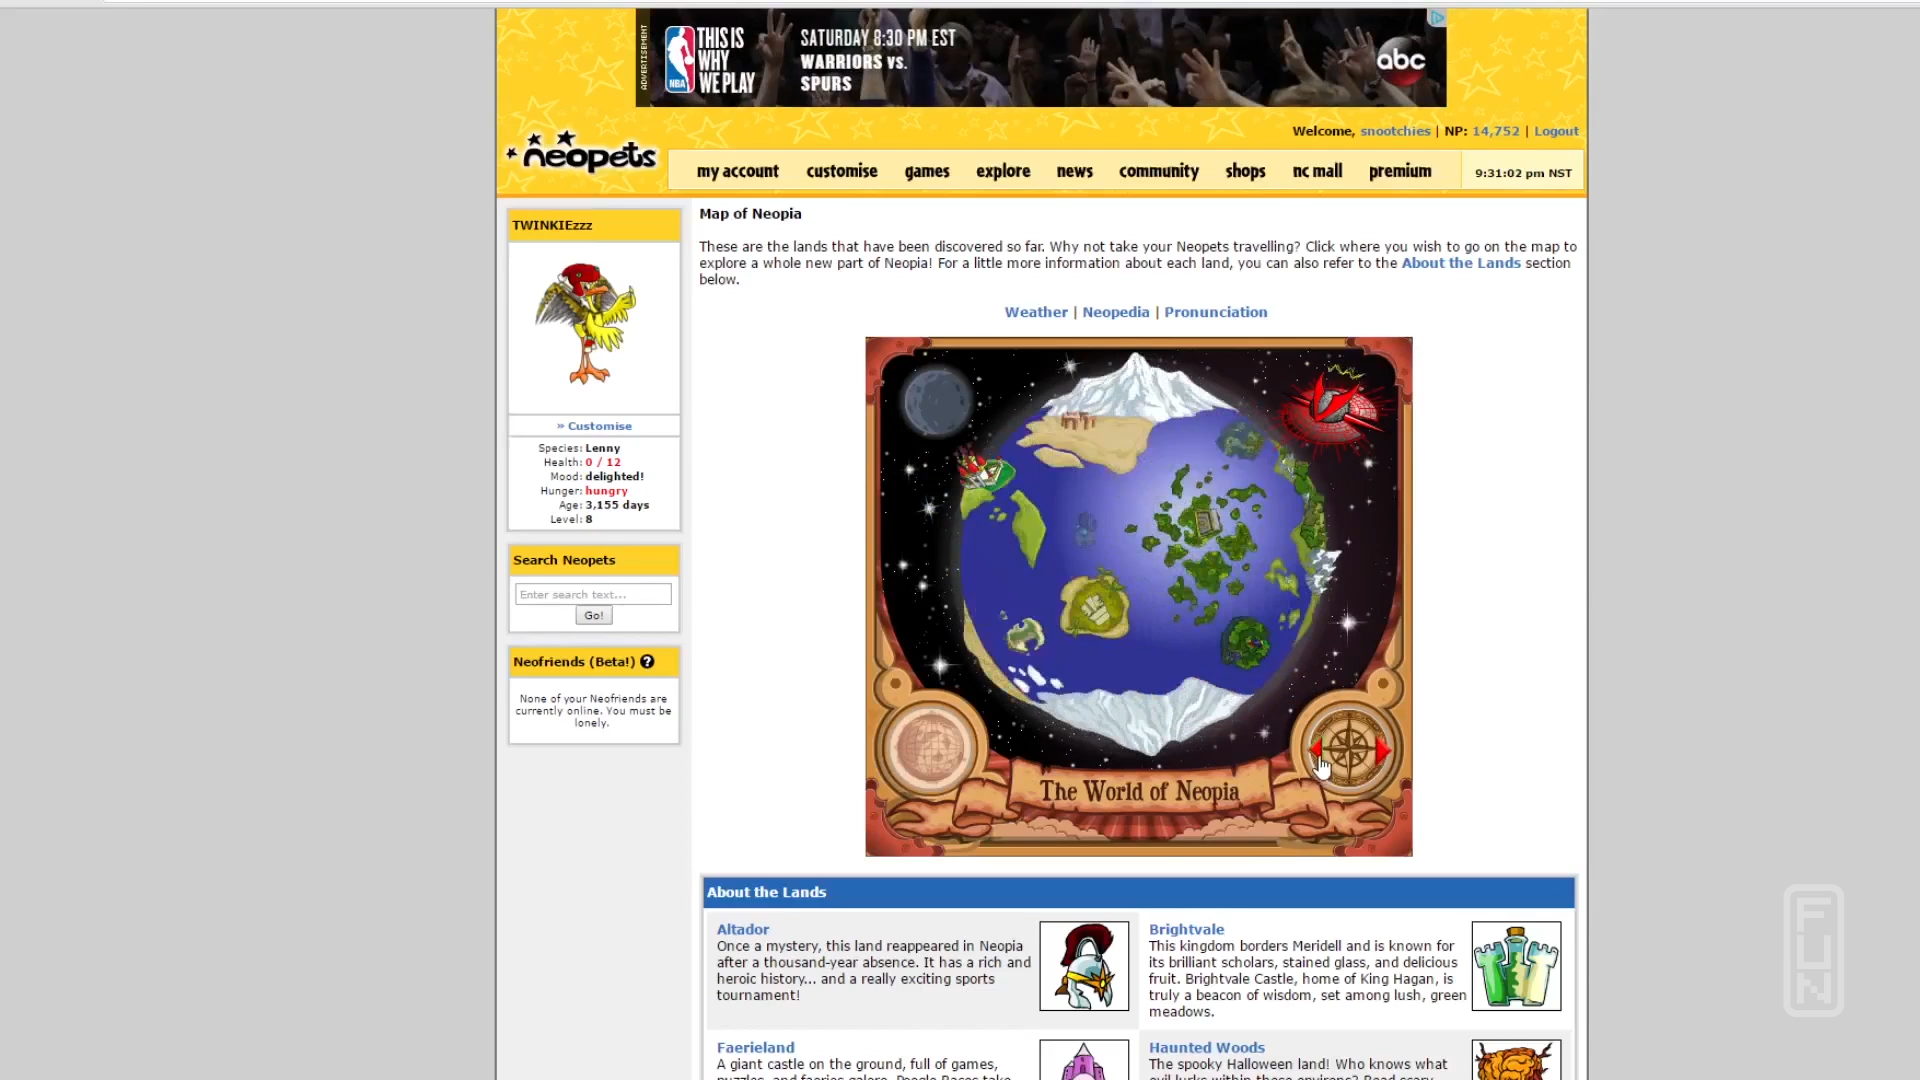 ADVERTISEMENT
NBA
THIS IS
WHY
WE PLAY
SATURDAY 8:30 PM EST
WARRIORS vs.
SPURS
abc
neopets
Welcome, snootchies | NP: 14,752 | Logout
my account customise games explore news community shops nc mall premium 9:31:02 pm NST
TWINKIEzzz
» Customise
Species: Lenny
Health: 0 / 12
Mood: delighted!
Hunger: hungry
Age: 3,155 days
Level: 8
Search Neopets
Enter search text...
Go!
Neofriends (Beta!) ?
None of your Neofriends are
currently online. You must be
lonely.
Map of Neopia
These are the lands that have been discovered so far. Why not take your Neopets travelling? Click where you wish to go on the map to
explore a whole new part of Neopia! For a little more information about each land, you can also refer to the About the Lands section
below.
Weather | Neopedia | Pronunciation
The World of Neopia
About the Lands
Altador
Once a mystery, this land reappeared in Neopia
after a thousand-year absence. It has a rich and
heroic history... and a really exciting sports
tournament!
Brightvale
This kingdom borders Meridell and is known for
its brilliant scholars, stained glass, and delicious
fruit. Brightvale Castle, home of King Hagan, is
truly a beacon of wisdom, set among lush, green
meadows.
Faerieland
A giant castle on the ground, full of games,
Haunted Woods
The spooky Halloween land! Who knows what
FUN